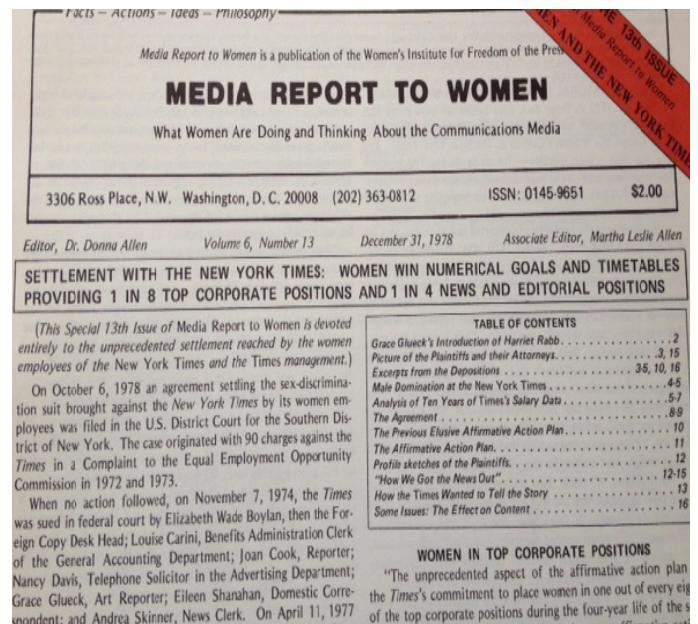 Facts — Actions — Ideas — Philosophy
Media Report to Women is a publication of the Women's Institute for Freedom of the Press
MEDIA REPORT TO WOMEN
What Women Are Doing and Thinking About the Communications Media
3306 Ross Place, N.W. Washington, D. C. 20008 (202) 363-0812 ISSN: 0145-9651 $2.00
THE 13th ISSUE
Media Report to Women
EN AND THE NEW YORK TIME
Editor, Dr. Donna Allen Volume 6, Number 13 December 31, 1978 Associate Editor, Martha Leslie Allen
SETTLEMENT WITH THE NEW YORK TIMES: WOMEN WIN NUMERICAL GOALS AND TIMETABLES
PROVIDING 1 IN 8 TOP CORPORATE POSITIONS AND 1 IN 4 NEWS AND EDITORIAL POSITIONS
(This Special 13th Issue of Media Report to Women is devoted
entirely to the unprecedented settlement reached by the women
employees of the New York Times and the Times management.)
On October 6, 1978 an agreement settling the sex-discrimina-
tion suit brought against the New York Times by its women em-
ployees was filed in the U.S. District Court for the Southern Dis-
trict of New York. The case originated with 90 charges against the
Times in a Complaint to the Equal Employment Opportunity
Commission in 1972 and 1973.
When no action followed, on November 7, 1974, the Times
was sued in federal court by Elizabeth Wade Boylan, then the For-
eign Copy Desk Head; Louise Carini, Benefits Administration Clerk
of the General Accounting Department; Joan Cook, Reporter;
Nancy Davis, Telephone Solicitor in the Advertising Department;
Grace Glueck, Art Reporter; Eileen Shanahan, Domestic Corre-
spondent; and Andrea Skinner, News Clerk. On April 11, 1977
TABLE OF CONTENTS
Grace Glueck's Introduction of Harriet Rabb . . . . . . . . . . . . . . . . 2
Picture of the Plaintiffs and their Attorneys. . . . . . . . . . . . . . . 3, 15
Excerpts from the Depositions . . . . . . . . . . . . . . . . . . 3-5, 10, 16
Male Domination at the New York Times . . . . . . . . . . . . . . . . . 4-5
Analysis of Ten Years of Times's Salary Data. . . . . . . . . . . . . . . 5-7
The Agreement . . . . . . . . . . . . . . . . . . . . . . . . . . . . . . 8-9
The Previous Elusive Affirmative Action Plan. . . . . . . . . . . . . . . 10
The Affirmative Action Plan. . . . . . . . . . . . . . . . . . . . . . . . 11
Profile sketches of the Plaintiffs. . . . . . . . . . . . . . . . . . . . . 12
"How We Got the News Out". . . . . . . . . . . . . . . . . . . . . . . 12-15
How the Times Wanted to Tell the Story . . . . . . . . . . . . . . . . . 13
Some Issues: The Effect on Content . . . . . . . . . . . . . . . . . . . 16
WOMEN IN TOP CORPORATE POSITIONS
"The unprecedented aspect of the affirmative action plan
the Times's commitment to place women in one out of every eig
of the top corporate positions during the four-year life of the s